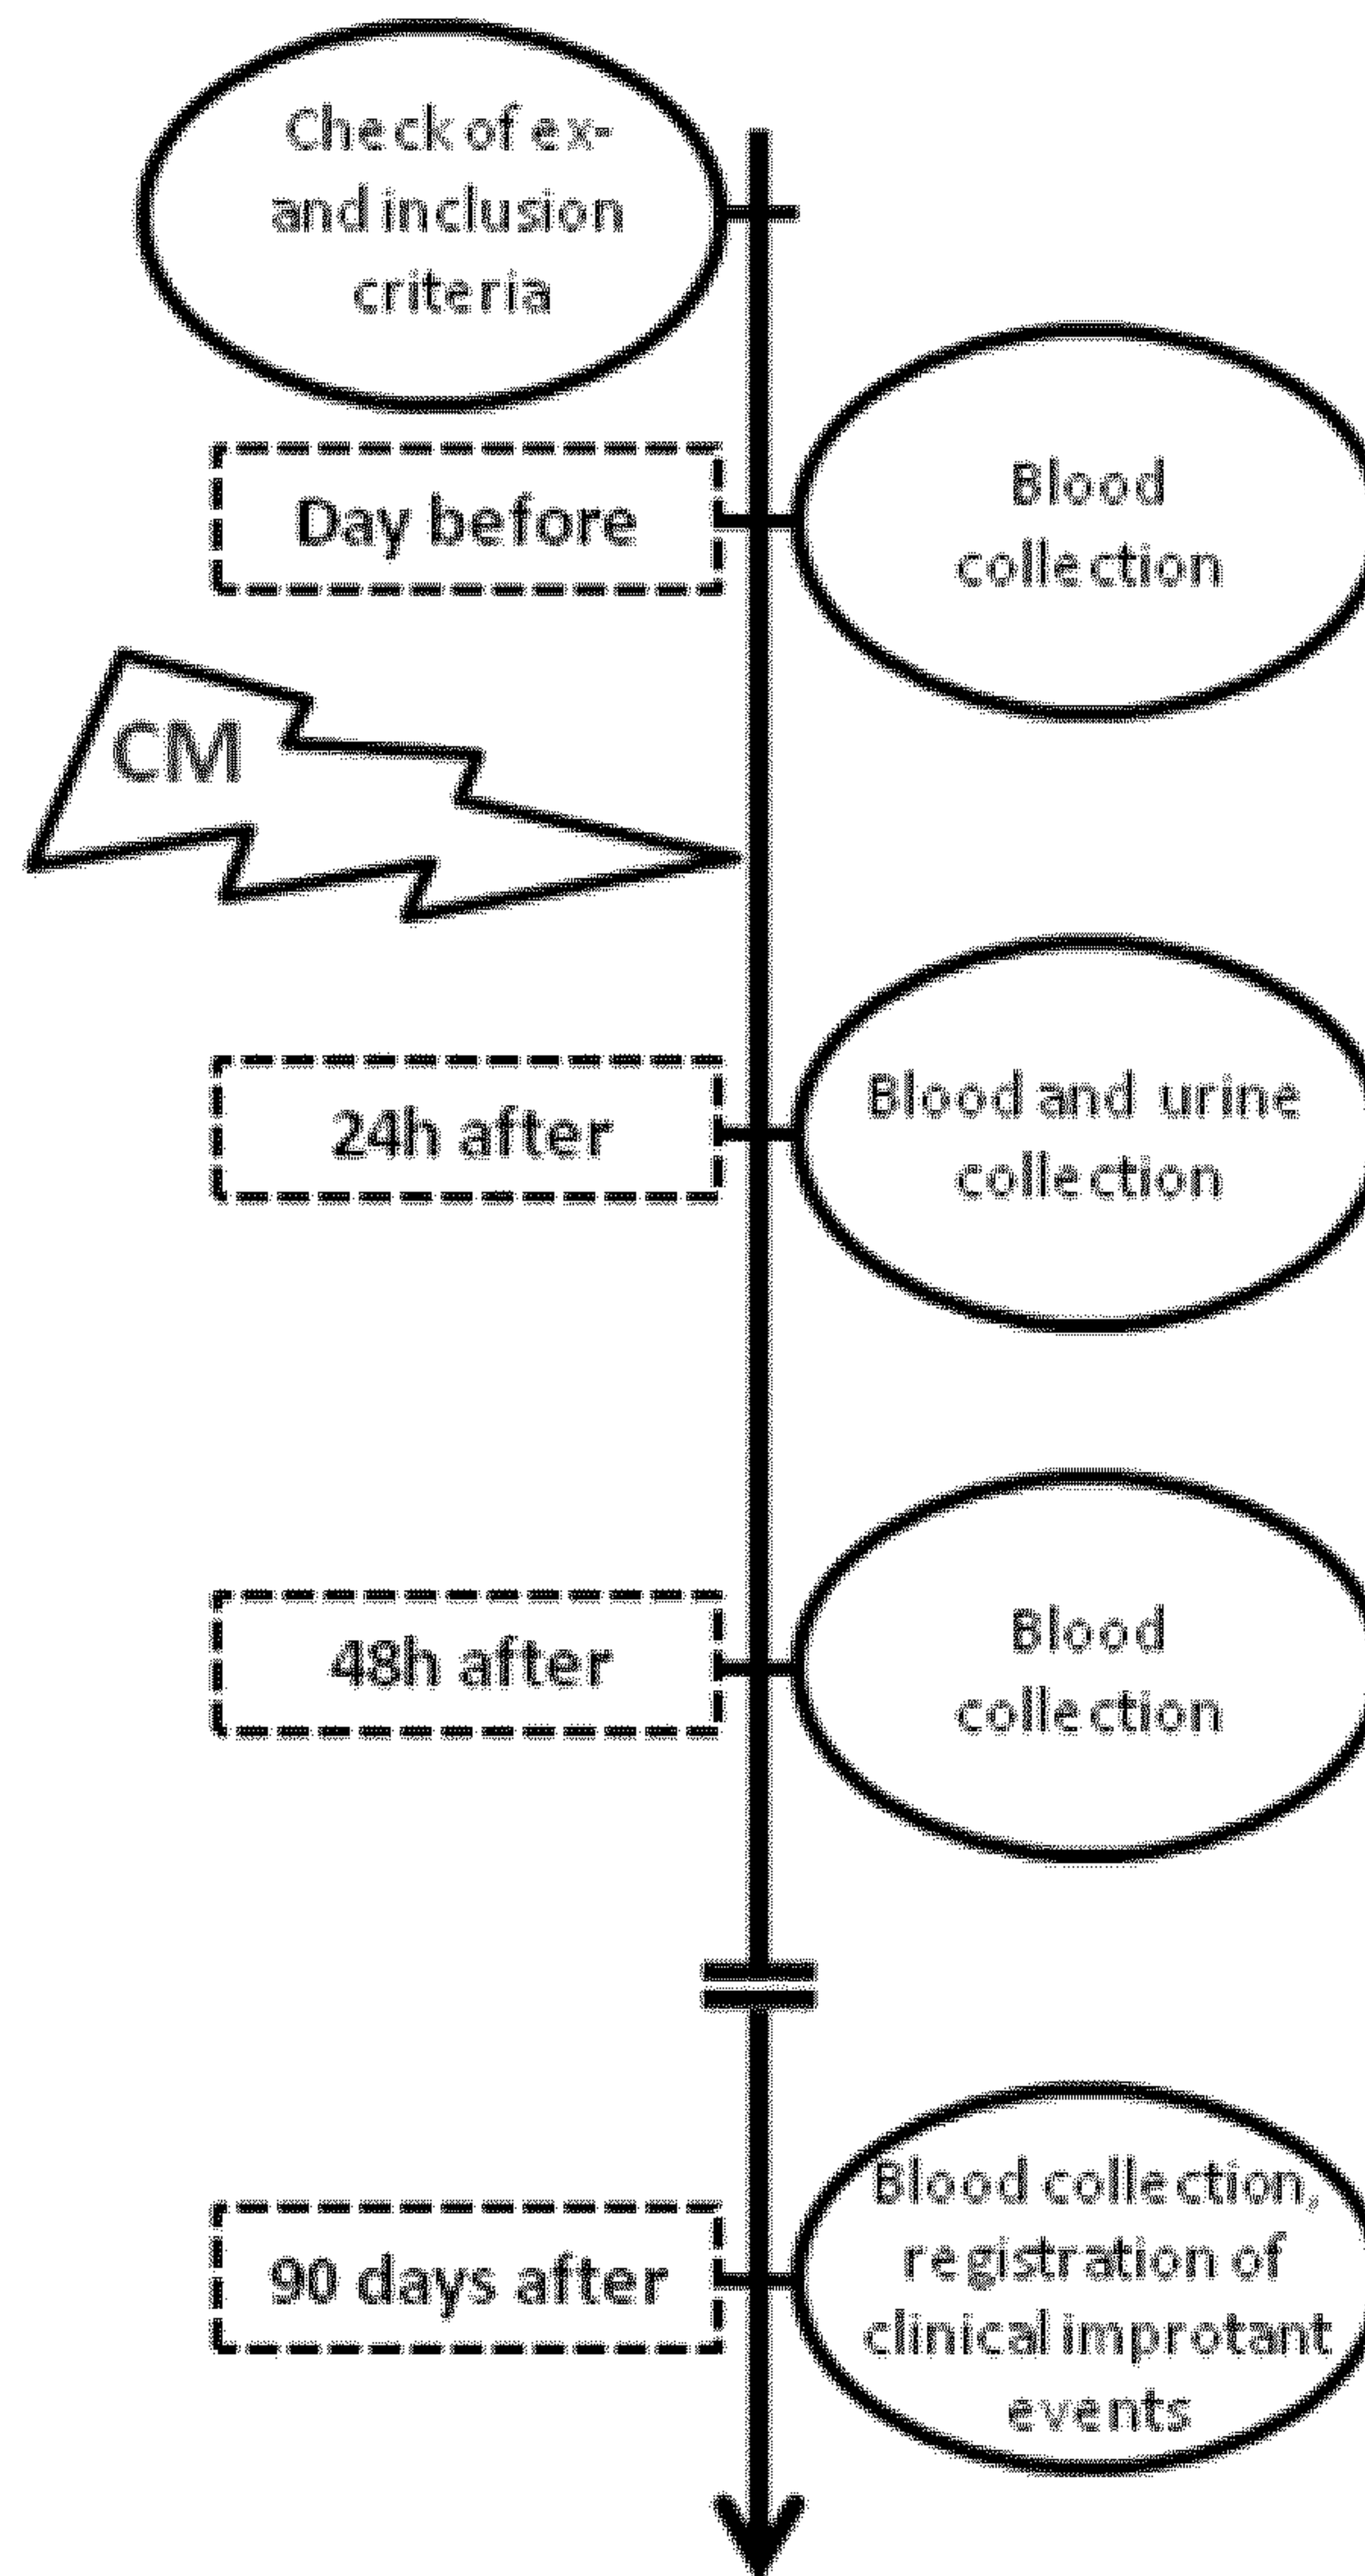 Check of ex-
and inclusion
criteria
Day before
Blood
collection
CM
24h after
Blood and urine
collection
48h after
Blood
collection
90 days after
Blood collection,
registration of
clinical improtant
events